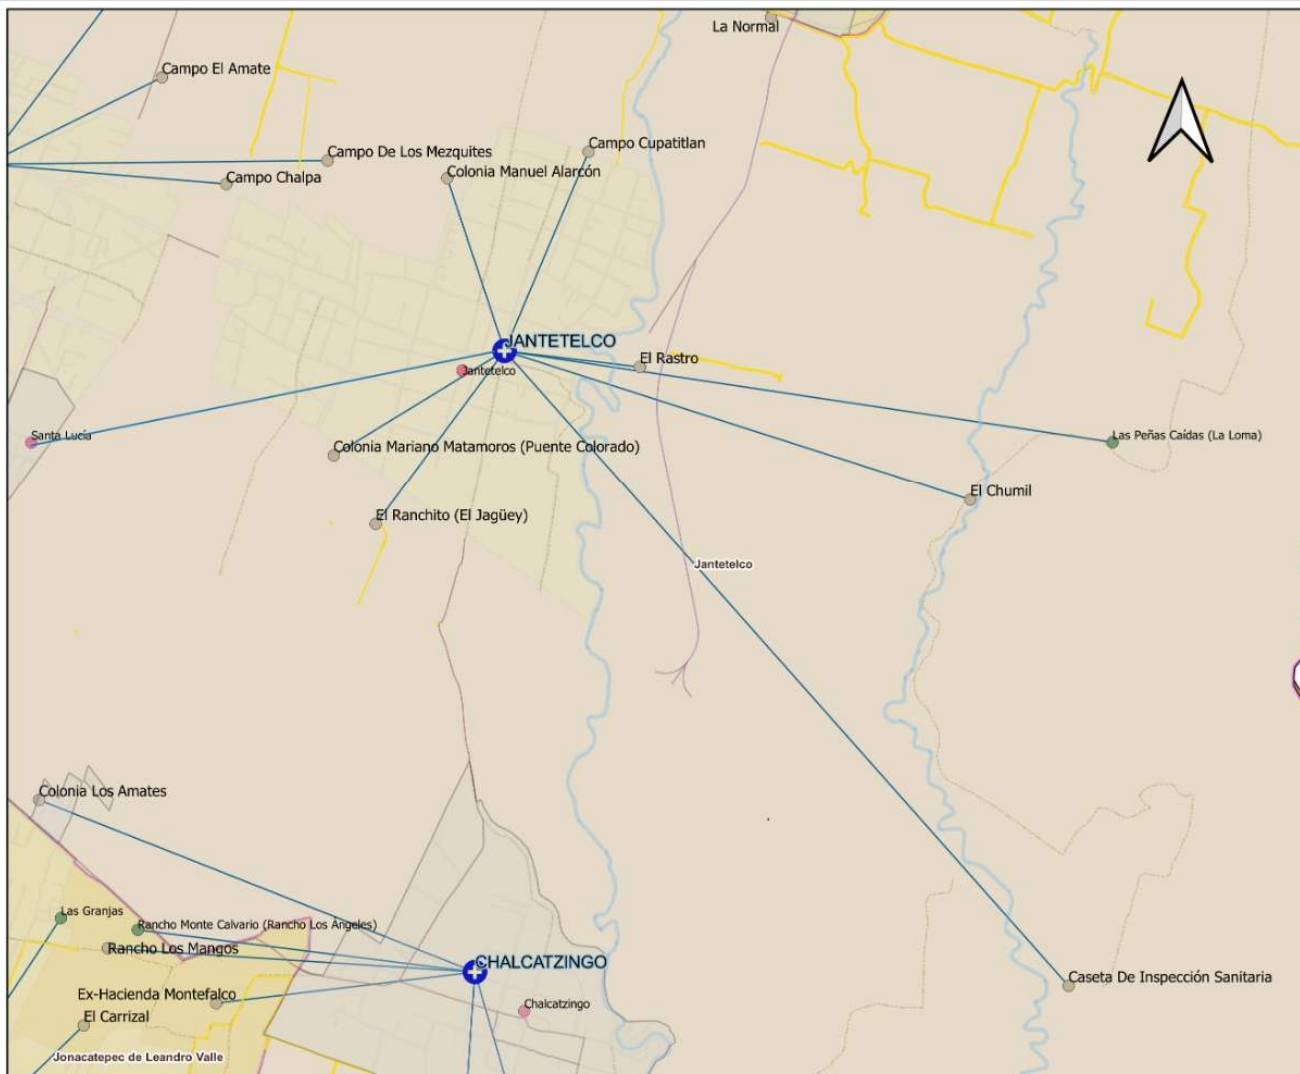 La Normal
Campo El Amate
Campo Cupatitlan
Campo De Los Mezquites
Colonia Manuel Alarcón
Campo Chalpa
JANTETELCO
El Rastro
Jantetelco
Santa Lucía
Las Peñas Caídas (La Loma)
Colonia Mariano Matamoros (Puente Colorado)
El Chumil
El Ranchito (El Jagüey)
Jantetelco
Colonia Los Amates
Las Granjas
Rancho Monte Calvario (Rancho Los Ángeles)
Rancho Los Mangos
CHALCATZINGO
Caseta De Inspección Sanitaria
Ex-Hacienda Montefalco
Chalcatzingo
El Carrizal
Jonacatepec de Leandro Valle